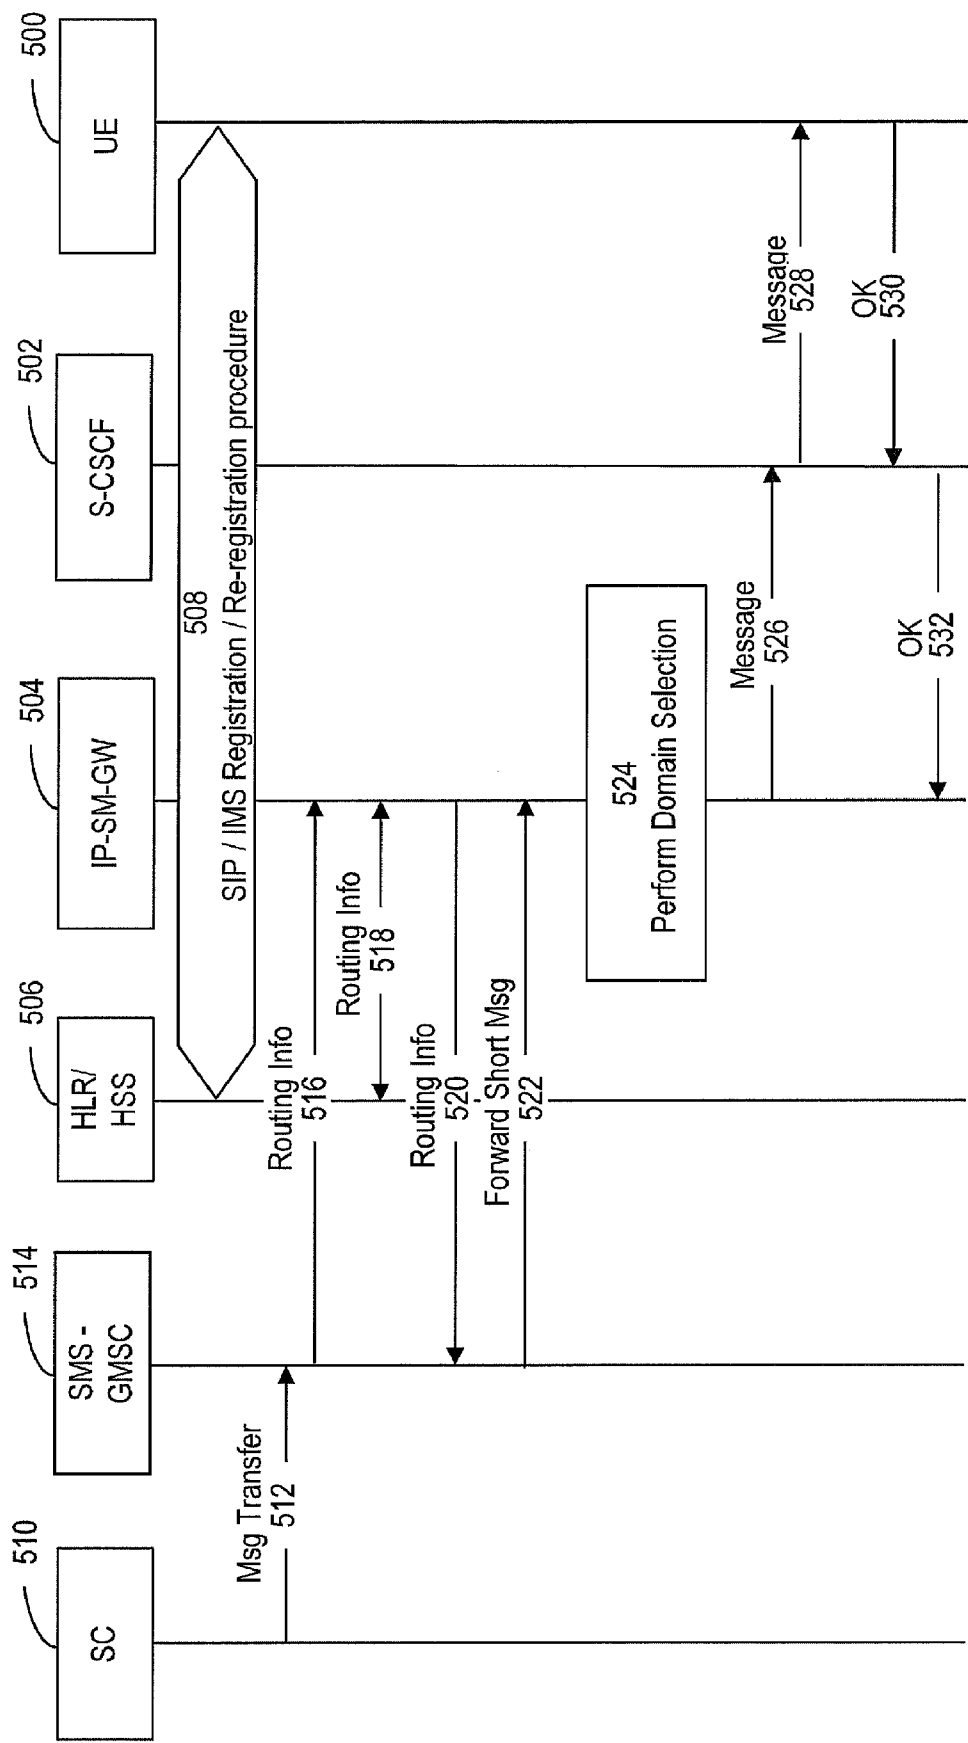 510
SC
514
SMS -
GMSC
506
HLR/
HSS
504
IP-SM-GW
502
S-CSCF
500
UE
508
SIP / IMS Registration / Re-registration procedure
Msg Transfer
512
Routing Info
516
Routing Info
518
Routing Info
520
Forward Short Msg
522
524
Perform Domain Selection
Message
526
Message
528
OK
530
OK
532